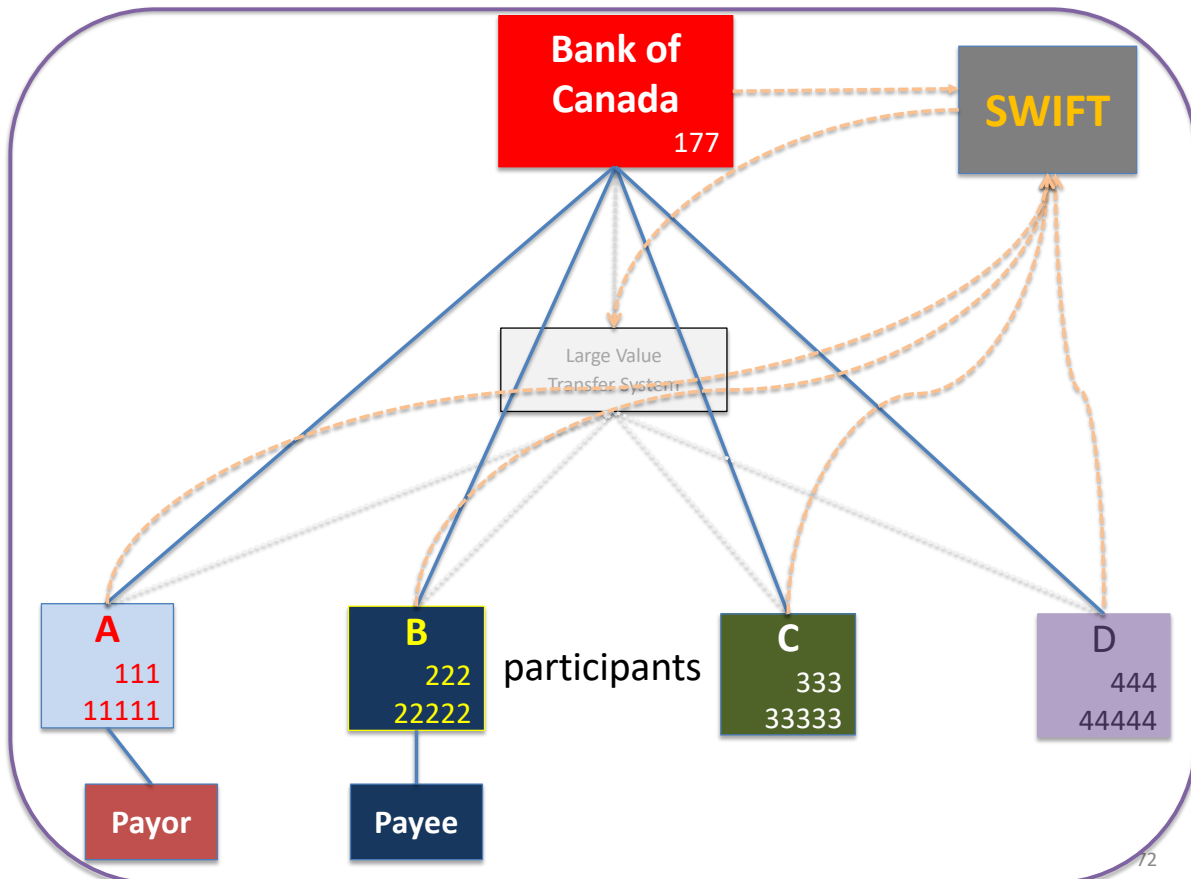 Bank of
Canada
177
SWIFT
Large Value
Transfer System
A
111
11111
B
222
22222
participants
C
333
33333
D
444
44444
Payor
Payee
72